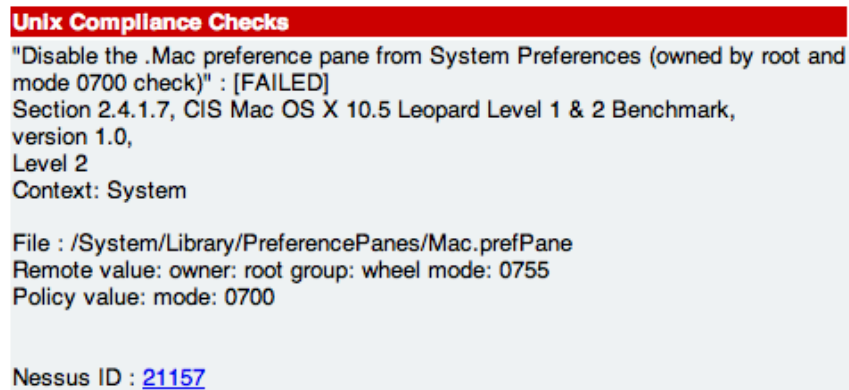 Unix Compliance Checks
"Disable the .Mac preference pane from System Preferences (owned by root and
mode 0700 check)" : [FAILED]
Section 2.4.1.7, CIS Mac OS X 10.5 Leopard Level 1 & 2 Benchmark,
version 1.0,
Level 2
Context: System
File : /System/Library/PreferencePanes/Mac.prefPane
Remote value: owner: root group: wheel mode: 0755
Policy value: mode: 0700
Nessus ID : 21157